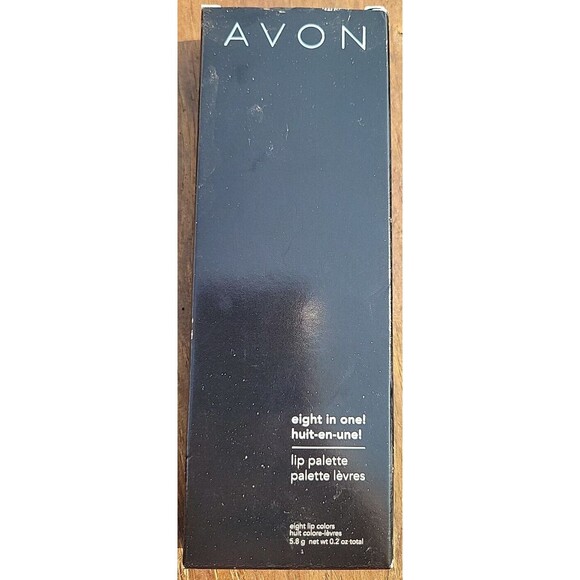 AVON
eight in one!
huit-en-une!
lip palette
palette lèvres
eight lip colors
huit colore-lèvres
5.8 g net wt 0.2 oz total